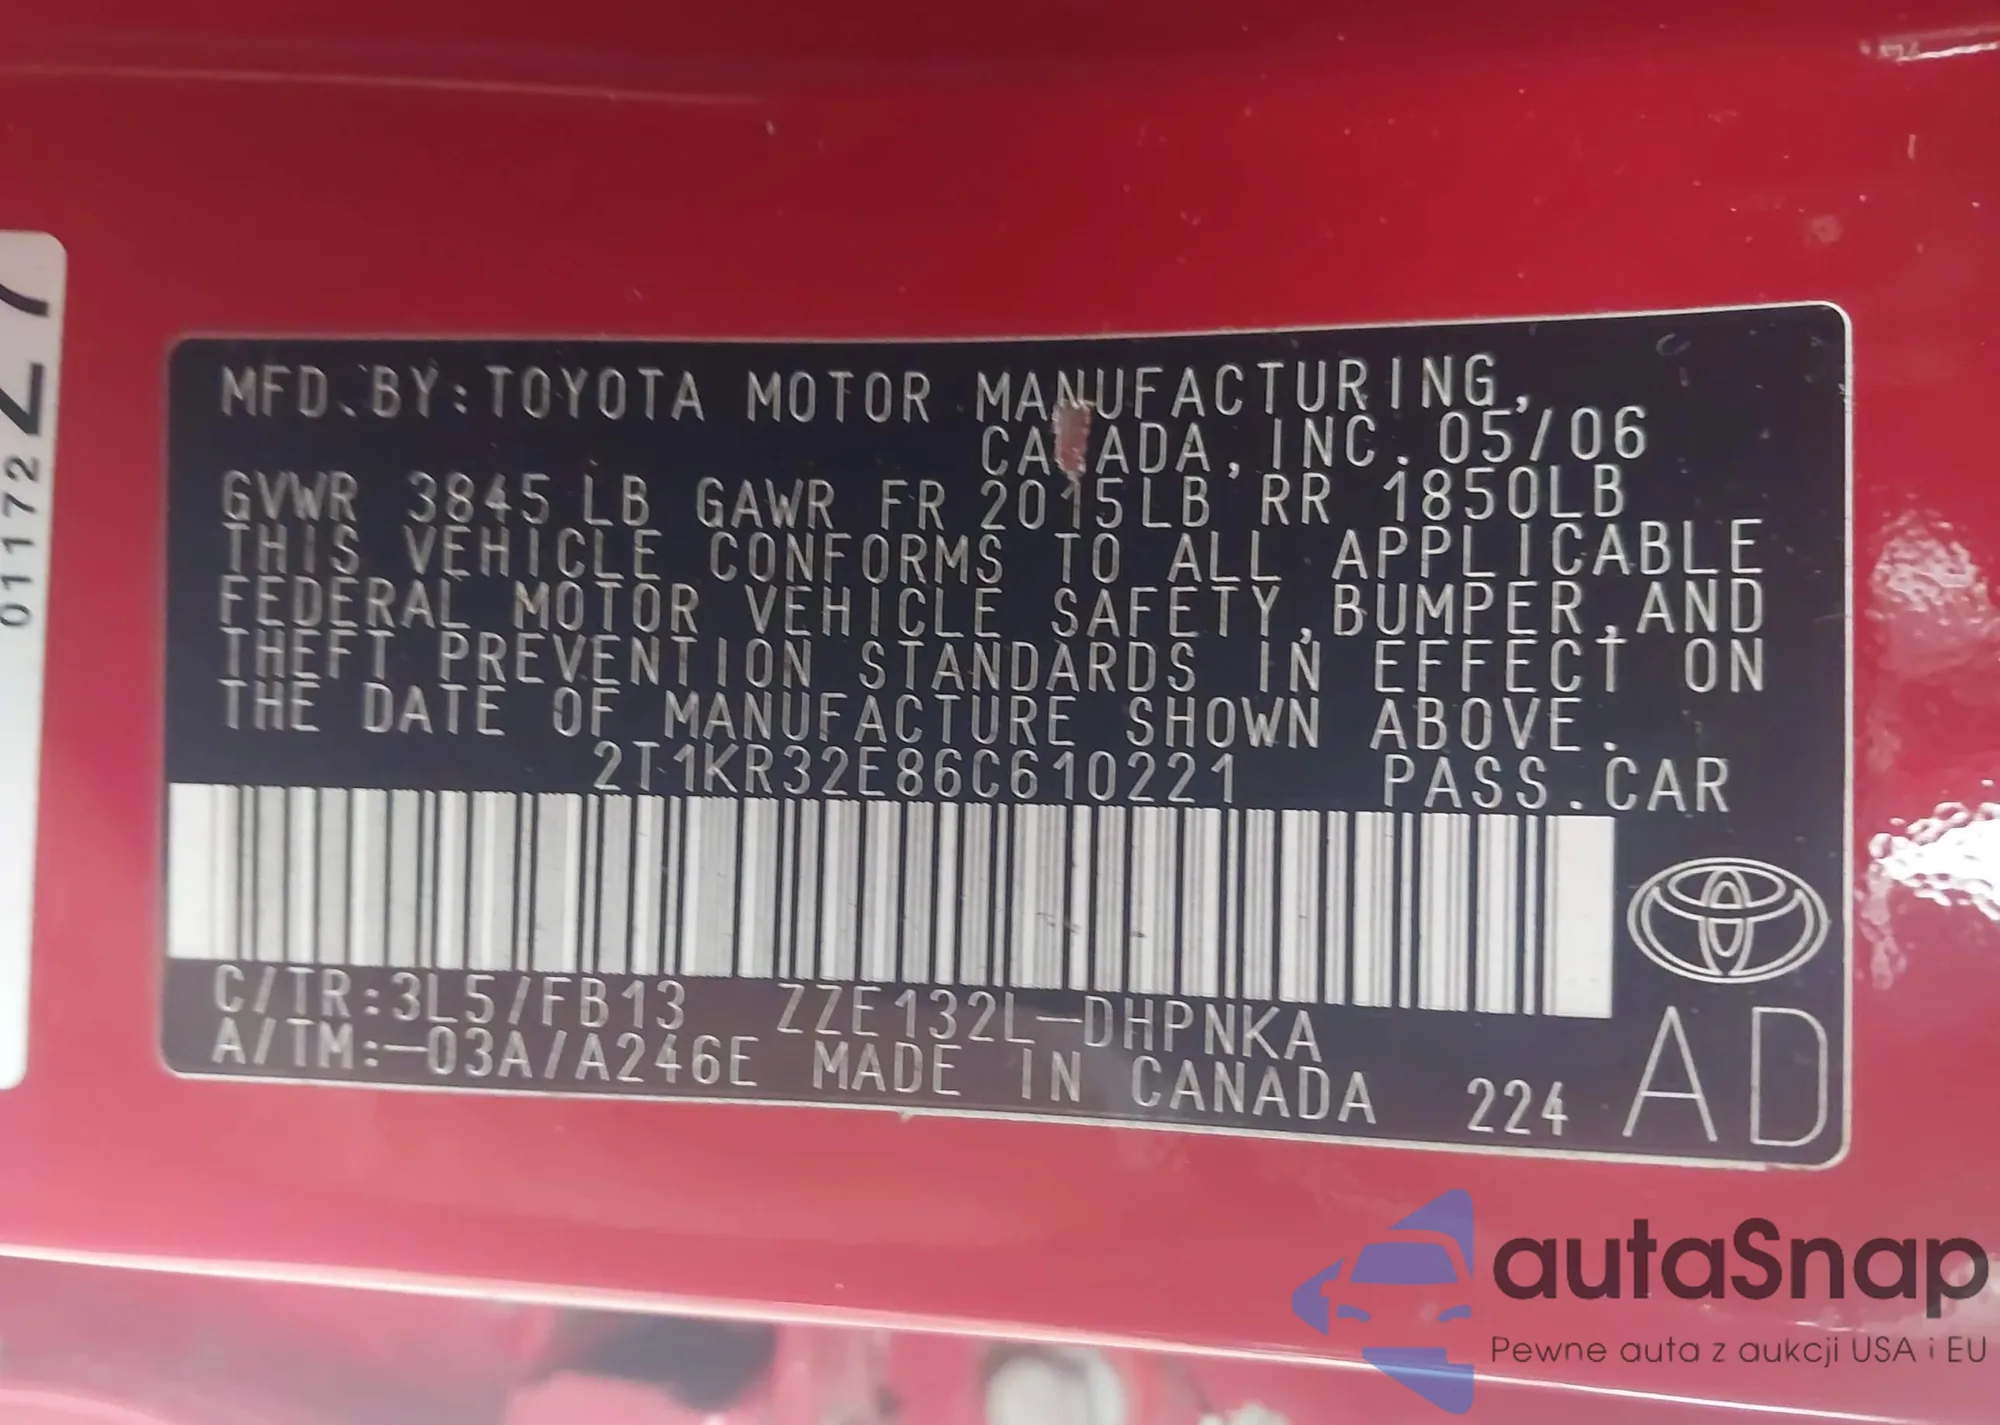 MFD. BY: TOYOTA MOTOR MANUFACTURING,
CANADA, INC. 05/06
GVWR 3845 LB GAWR FR 2015LB RR 1850LB
THIS VEHICLE CONFORMS TO ALL APPLICABLE
FEDERAL MOTOR VEHICLE SAFETY, BUMPER, AND
THEFT PREVENTION STANDARDS IN EFFECT ON
THE DATE OF MANUFACTURE SHOWN ABOVE.
2T1KR32E86C610221 PASS. CAR
C/TR:3L5/FB13 ZZE132L-DHPNKA
A/TM:-03A/A246E MADE IN CANADA 224
AD
01172
autaSnap
Pewne auta z aukcji USA i EU